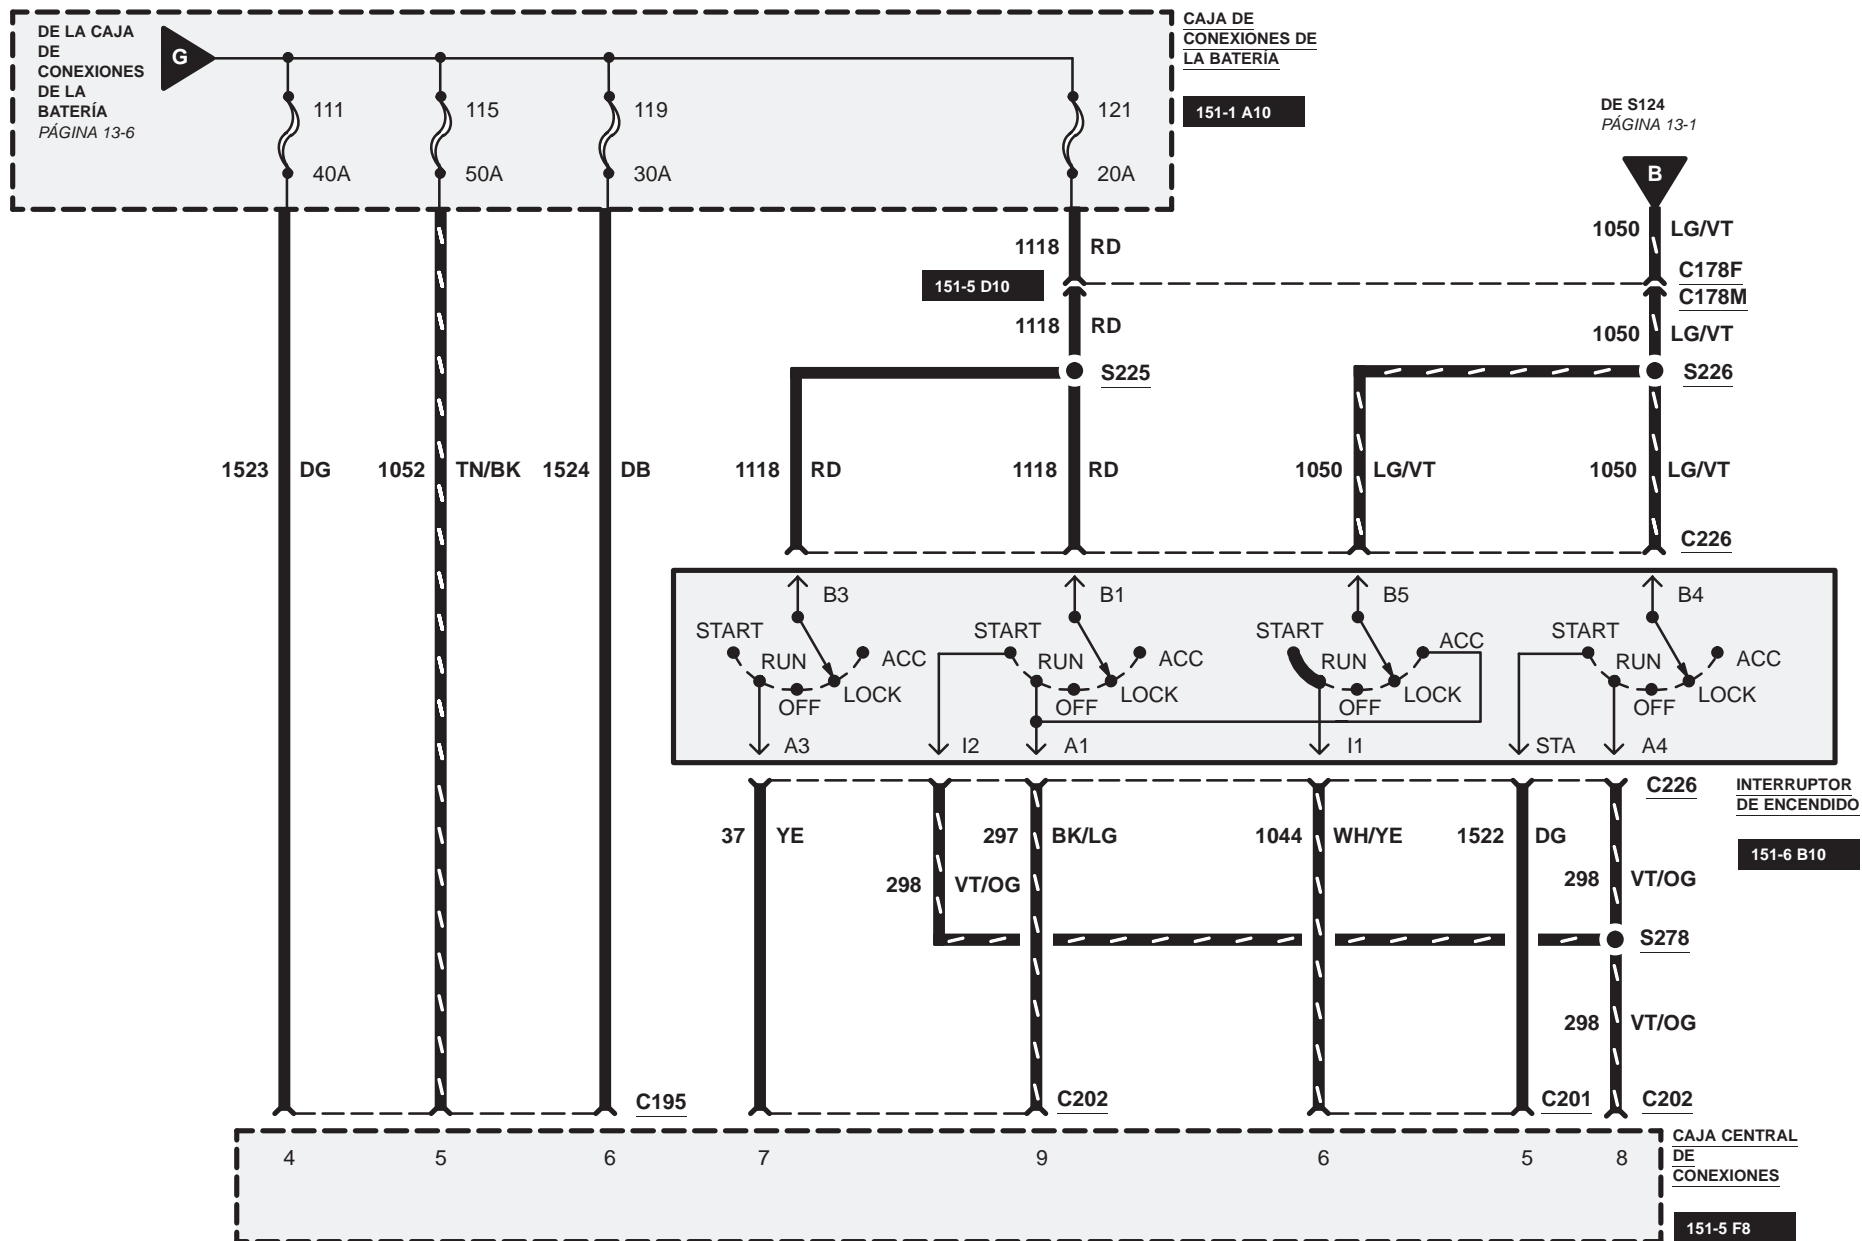 DE LA CAJA
DE
CONEXIONES
DE LA
BATERÍA
PÁGINA 13-6
G
111
40A
115
50A
119
30A
121
20A
CAJA DE
CONEXIONES DE
LA BATERÍA
151-1 A10
DE S124
PÁGINA 13-1
B
1118 RD
1050 LG/VT
151-5 D10
C178F
C178M
1118 RD
1050 LG/VT
S225
S226
1523 DG
1052 TN/BK
1524 DB
1118 RD
1118 RD
1050 LG/VT
1050 LG/VT
C226
B3
START
RUN
ACC
OFF
LOCK
A3
B1
START
RUN
ACC
OFF
LOCK
I2
A1
B5
START
RUN
ACC
OFF
LOCK
I1
B4
START
RUN
ACC
OFF
LOCK
STA
A4
C226
INTERRUPTOR
DE ENCENDIDO
151-6 B10
37 YE
297 BK/LG
1044 WH/YE
1522 DG
298 VT/OG
298 VT/OG
S278
298 VT/OG
C195
C202
C201
C202
4
5
6
7
9
6
5
8
CAJA CENTRAL
DE
CONEXIONES
151-5 F8